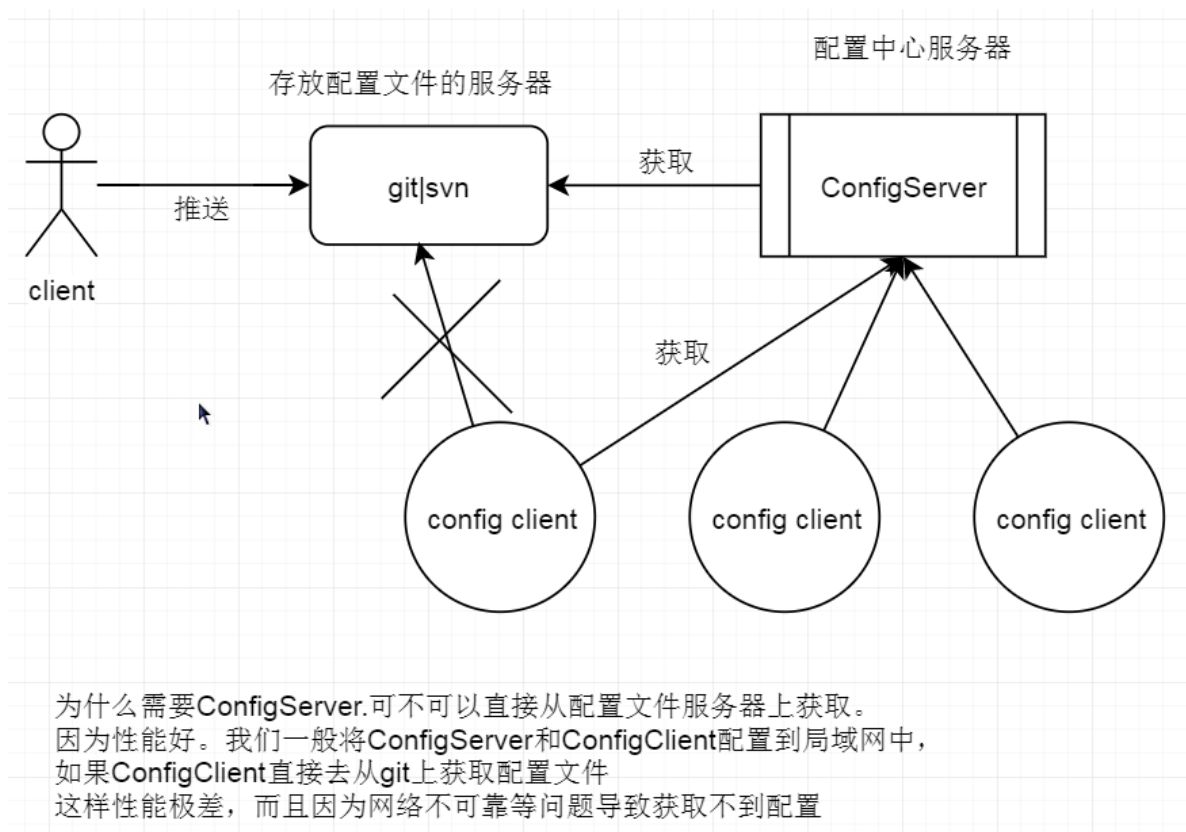 配置中心服务器
存放配置文件的服务器
获取
git|svn
ConfigServer
推送
client
获取
config client
config client
config client
为什么需要ConfigServer.可不可以直接从配置文件服务器上获取。
因为性能好。我们一般将ConfigServer和ConfigClient配置到局域网中，
如果ConfigClient直接去从git上获取配置文件
这样性能极差，而且因为网络不可靠等问题导致获取不到配置